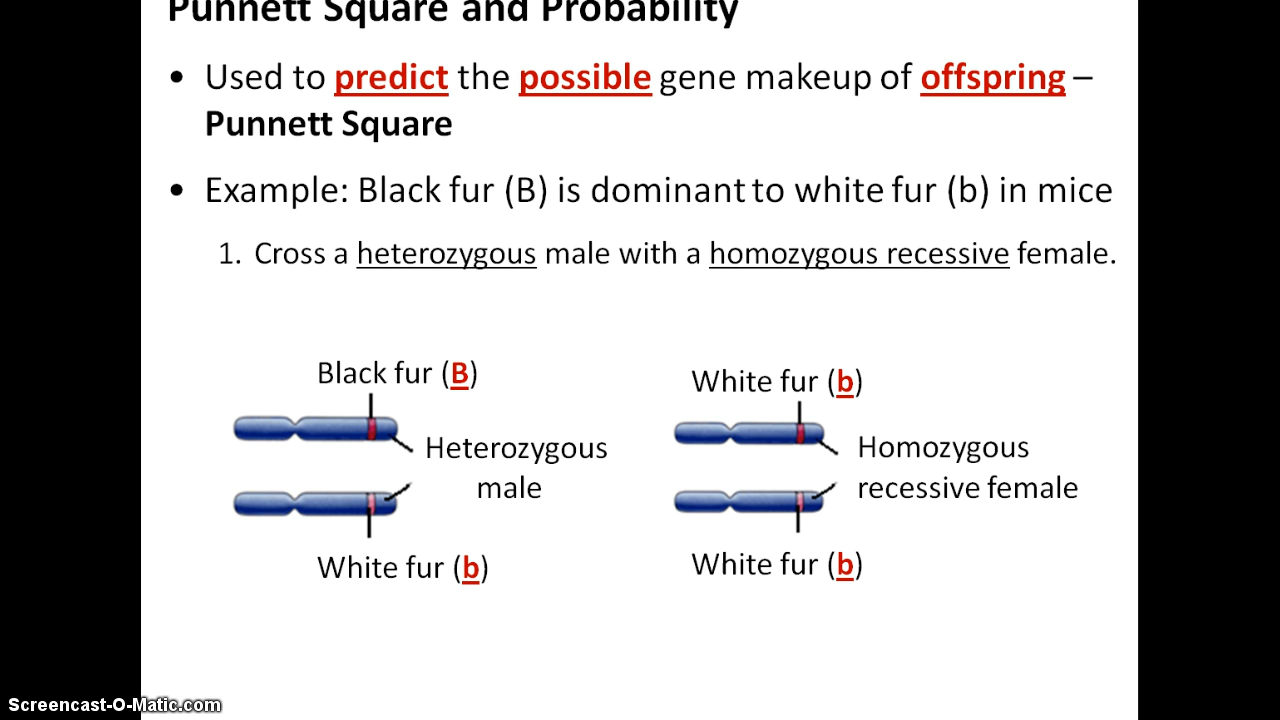 Punnett Square and Probability
• Used to predict the possible gene makeup of offspring –
Punnett Square
• Example: Black fur (B) is dominant to white fur (b) in mice
1. Cross a heterozygous male with a homozygous recessive female.
Black fur (B)
Heterozygous
male
White fur (b)
White fur (b)
Homozygous
recessive female
White fur (b)
Screencast-O-Matic.com